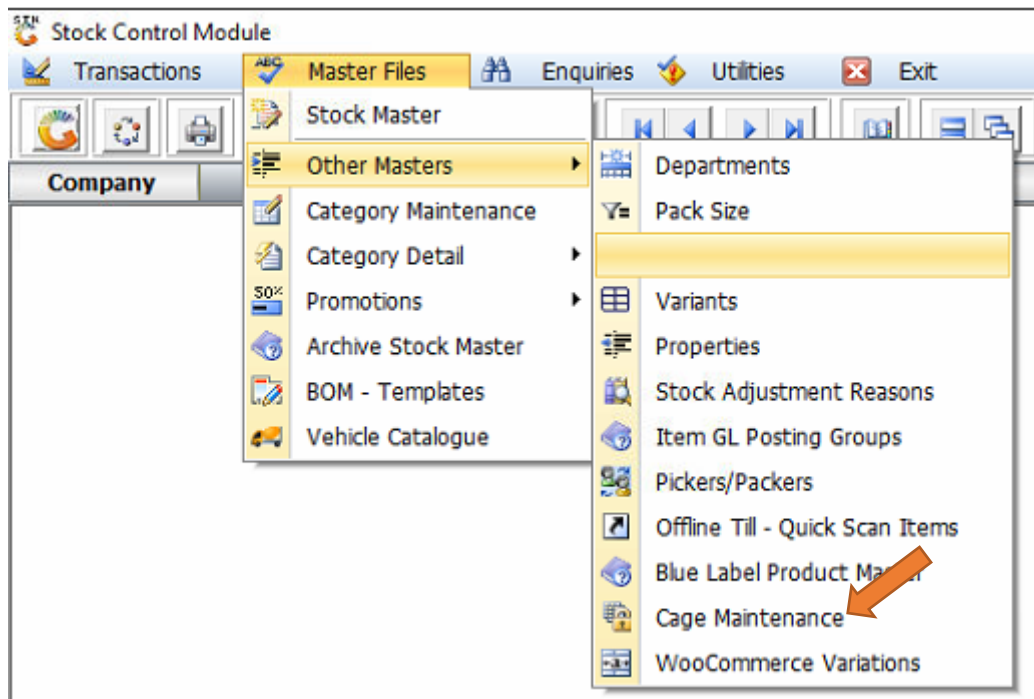 Stock Control Module
Transactions Master Files Enquiries Utilities Exit
Company
Stock Master
Other Masters
Category Maintenance
Category Detail
Promotions
Archive Stock Master
BOM - Templates
Vehicle Catalogue
Departments
Pack Size
Variants
Properties
Stock Adjustment Reasons
Item GL Posting Groups
Pickers/Packers
Offline Till - Quick Scan Items
Blue Label Product Master
Cage Maintenance
WooCommerce Variations